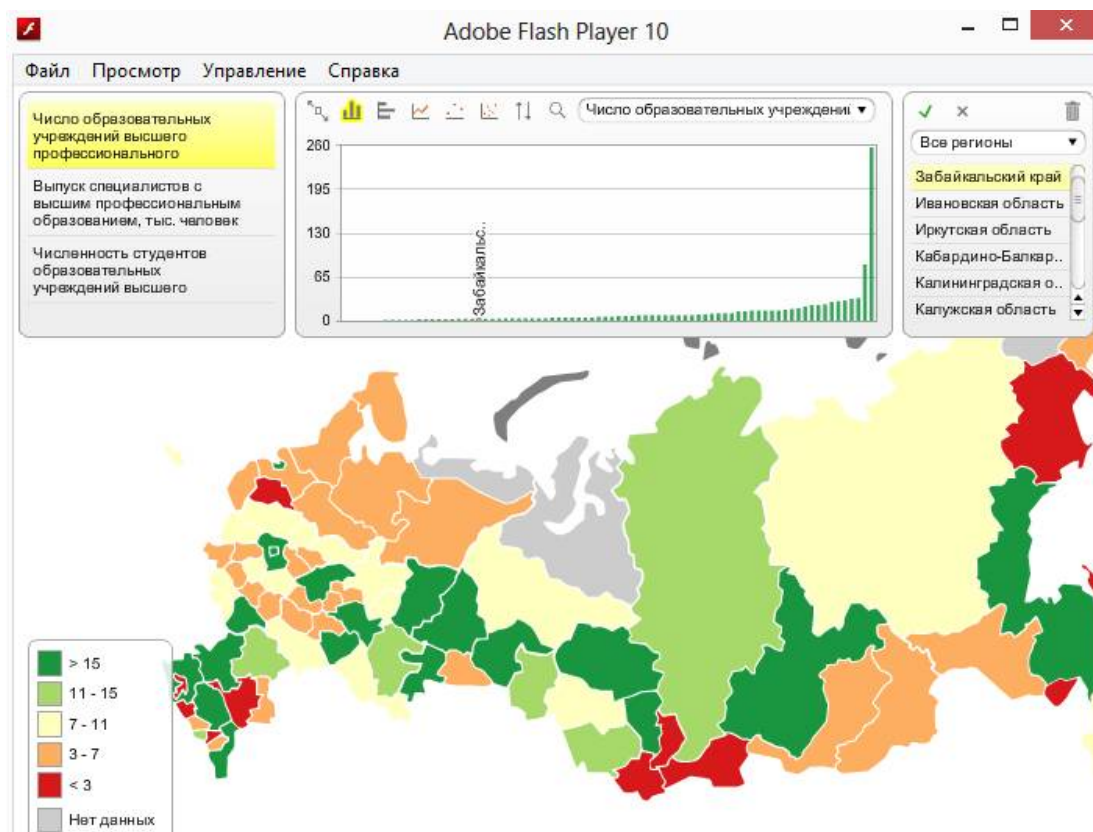 Adobe Flash Player 10
Файл Просмотр Управление Справка
Число образовательных
учреждений высшего
профессионального
Выпуск специалистов с
высшим профессиональным
образованием, тыс. человек
Численность студентов
образовательных
учреждений высшего
Число образовательных учреждений
260
195
130
65
0
Забайкальс..
Все регионы
Забайкальский край
Ивановская область
Иркутская область
Кабардино-Балкар..
Калининградская о..
Калужская область
> 15
11 - 15
7 - 11
3 - 7
< 3
Нет данных